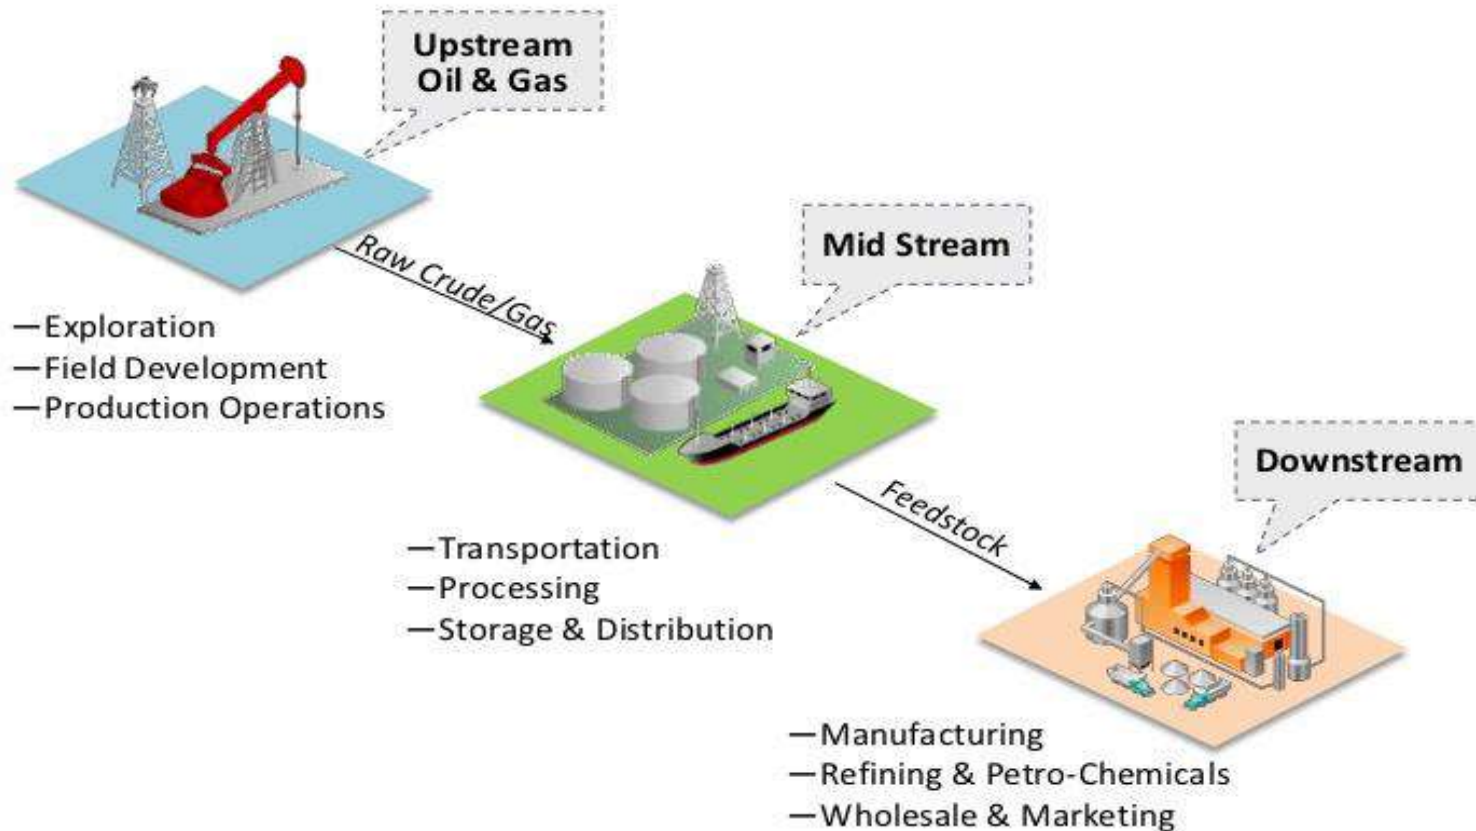 Upstream
Oil & Gas
Raw Crude/Gas
—Exploration
—Field Development
—Production Operations
Mid Stream
Feedstock
—Transportation
—Processing
—Storage & Distribution
Downstream
—Manufacturing
—Refining & Petro-Chemicals
—Wholesale & Marketing